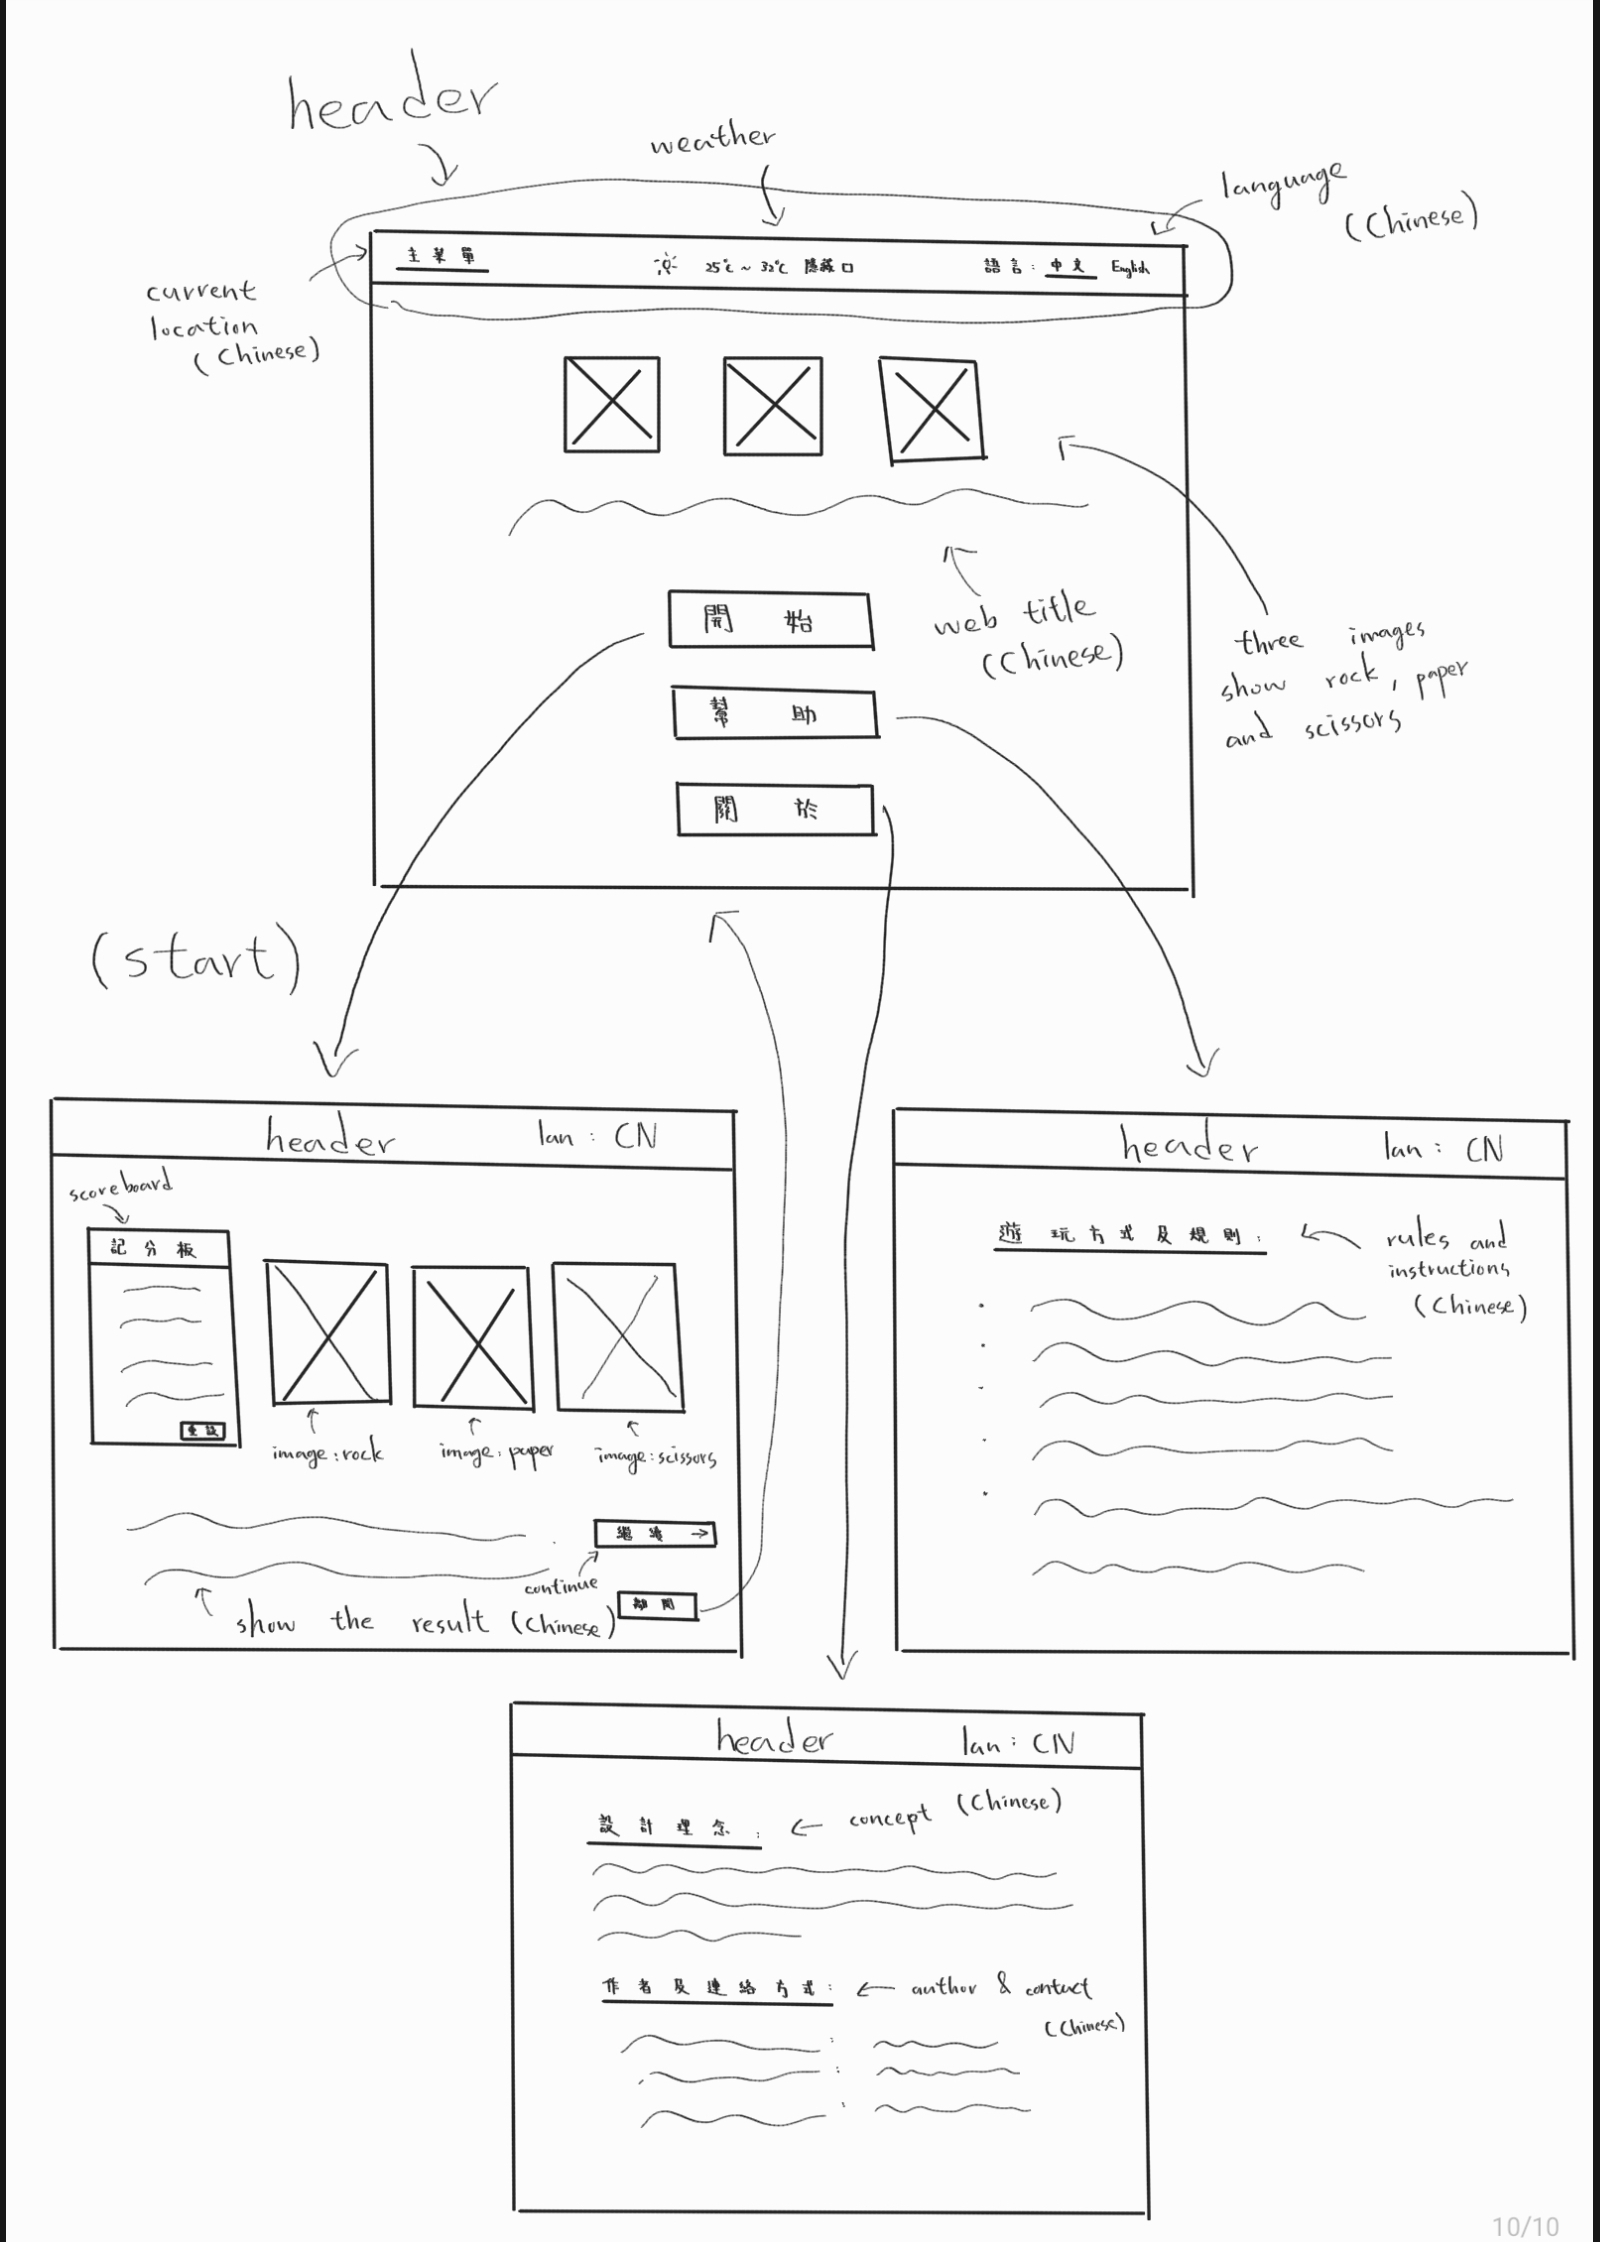 header
weather
language
(Chinese)
主菜單
25℃ ~ 32℃ 隱藏口
語言: 中文 English
current
location
(Chinese)
web title
(Chinese)
three images
show rock, paper
and scissors
開始
幫助
關於
(start)
header lan: CN
scoreboard
記分板
重設
image:rock
image:paper
image:scissors
繼續 →
continue
離開
show the result (Chinese)
header lan: CN
遊玩方式及規則:
rules and
instructions
(Chinese)
header lan: CN
設計理念:
concept (Chinese)
作者及連絡方式:
author & contact
(Chinese)
10/10